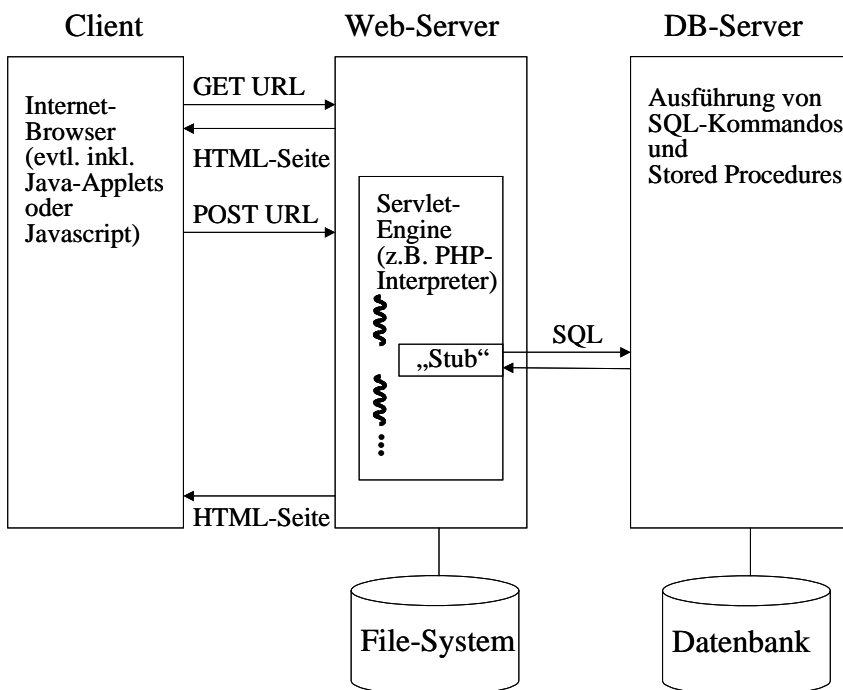 Client
Web-Server
DB-Server
Internet-
Browser
(evtl. inkl.
Java-Applets
oder
Javascript)
GET URL
HTML-Seite
POST URL
Servlet-
Engine
(z.B. PHP-
Interpreter)
„Stub“
...
SQL
Ausführung von
SQL-Kommandos
und
Stored Procedures
HTML-Seite
File-System
Datenbank